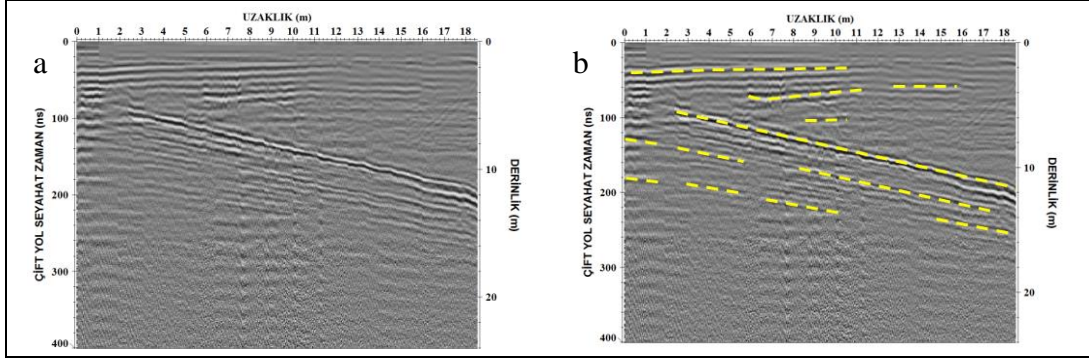 a
UZAKLIK (m)
0 1 2 3 4 5 6 7 8 9 10 11 12 13 14 15 16 17 18
ÇİFT YOL SEYAHAT ZAMAN (ns)
0
100
200
300
400
DERİNLİK (m)
0
10
20
b
UZAKLIK (m)
0 1 2 3 4 5 6 7 8 9 10 11 12 13 14 15 16 17 18
ÇİFT YOL SEYAHAT ZAMAN (ns)
0
100
200
300
400
DERİNLİK (m)
0
10
20